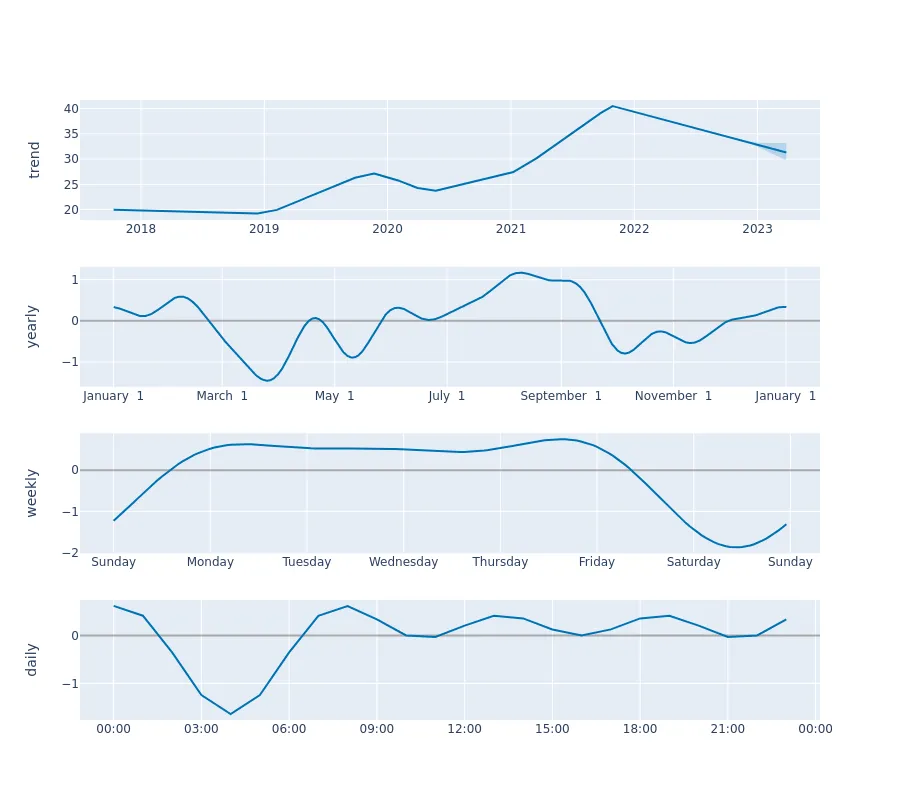 trend
40
35
30
25
20
2018 2019 2020 2021 2022 2023
yearly
1
0
−1
January 1 March 1 May 1 July 1 September 1 November 1 January 1
weekly
0
−1
−2
Sunday Monday Tuesday Wednesday Thursday Friday Saturday Sunday
daily
0
−1
00:00 03:00 06:00 09:00 12:00 15:00 18:00 21:00 00:00